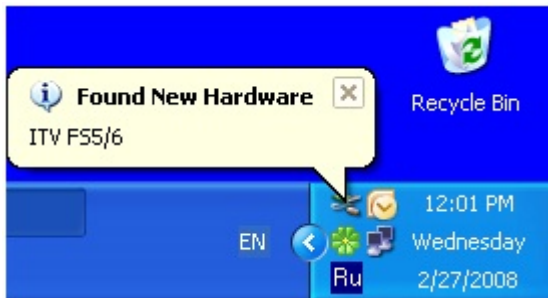 Found New Hardware
ITV FS5/6
Recycle Bin
12:01 PM
EN
Wednesday
Ru
2/27/2008